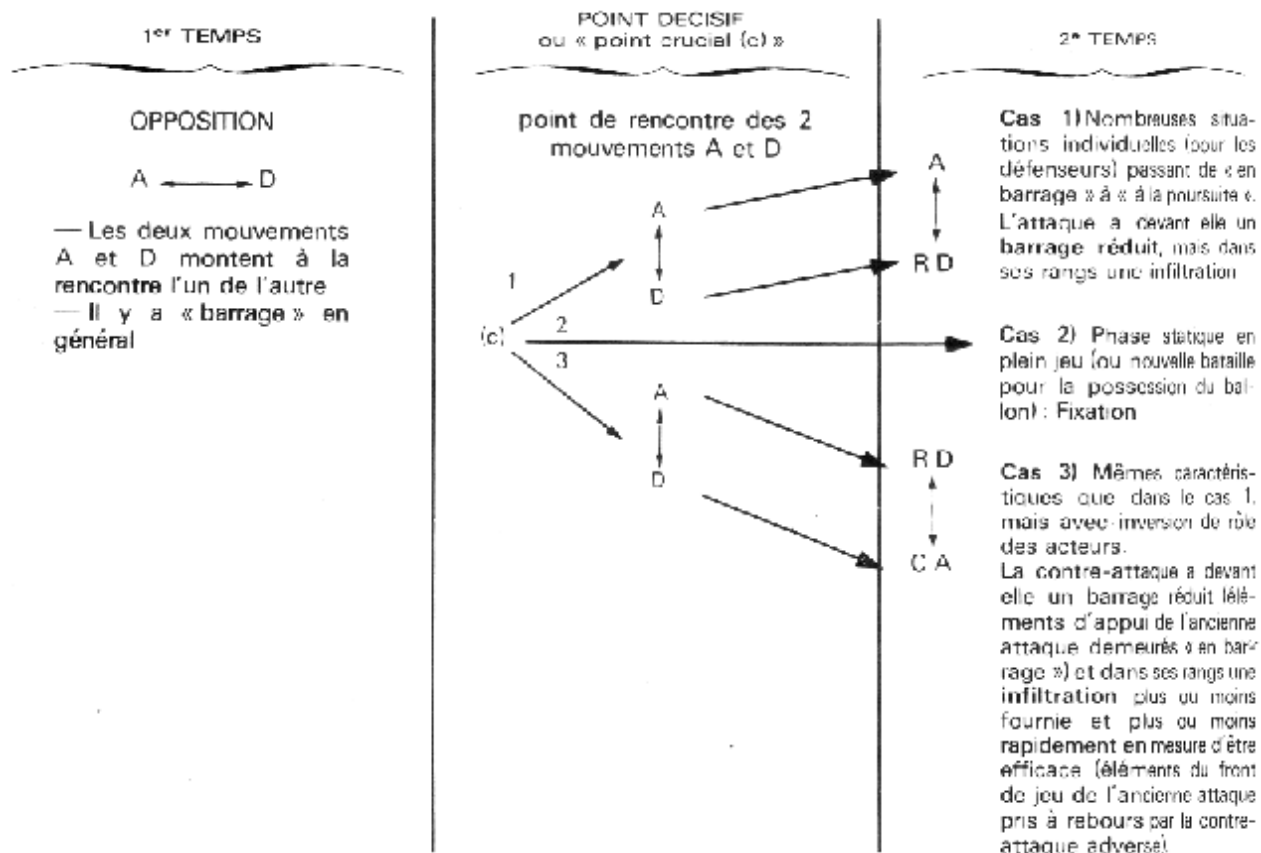 1er TEMPS
OPPOSITION
A D
— Les deux mouvements
A et D montent à la
rencontre l'un de l'autre
— Il y a « barrage » en
général
POINT DECISIF
ou « point crucial (c) »
point de rencontre des 2
mouvements A et D
A
D
1
(c)
2
3
A
D
2e TEMPS
A
R D
R D
C A
Cas 1) Nombreuses situa-
tions individuelles (pour les
défenseurs) passant de « en
barrage » à « à la poursuite ».
L'attaque a devant elle un
barrage réduit, mais dans
ses rangs une infiltration
Cas 2) Phase statique en
plein jeu (ou nouvelle bataille
pour la possession du bal-
lon) : Fixation
Cas 3) Mêmes caractéris-
tiques que dans le cas 1,
mais avec inversion de rôle
des acteurs.
La contre-attaque a devant
elle un barrage réduit (élé-
ments d'appui de l'ancienne
attaque demeurés « en bar-
rage ») et dans ses rangs une
infiltration plus ou moins
fournie et plus ou moins
rapidement en mesure d'être
efficace (éléments du front
de jeu de l'ancienne attaque
pris à rebours par la contre-
attaque adverse).